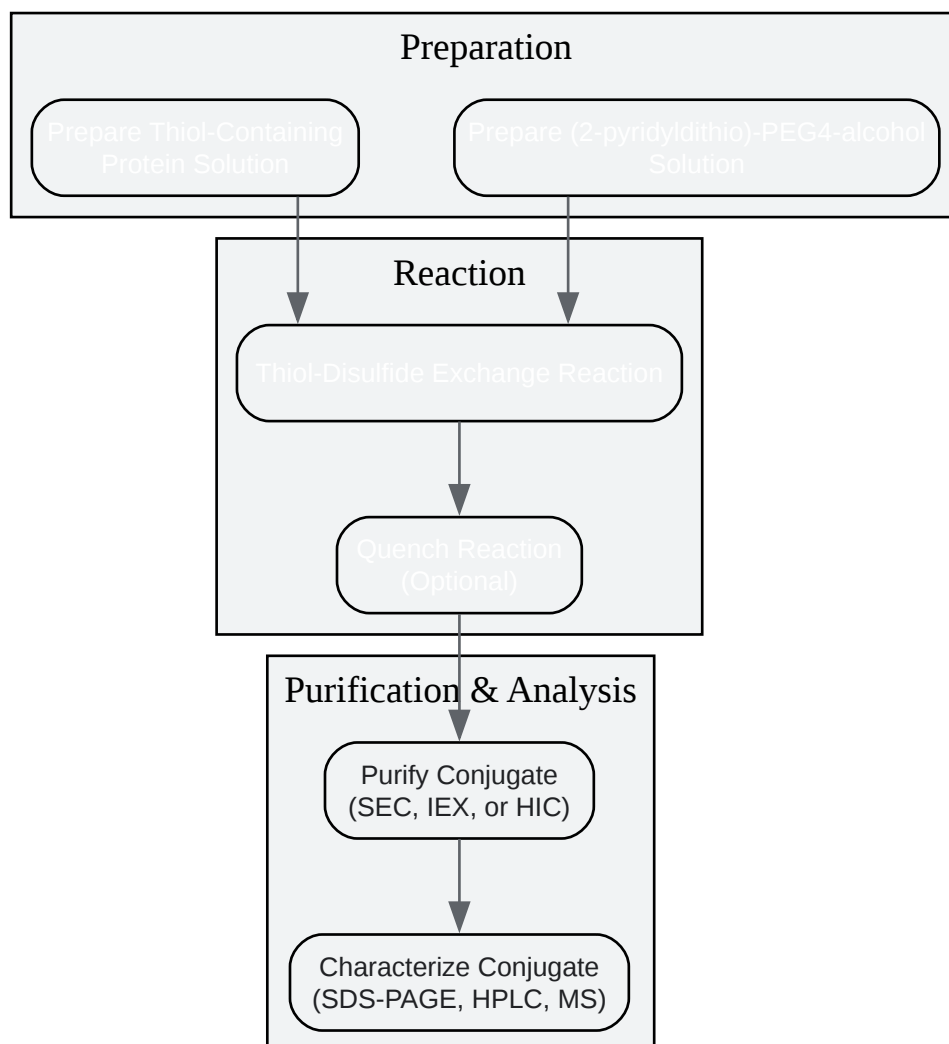 Preparation
Prepare Thiol-Containing
Protein Solution
Prepare (2-pyridyldithio)-PEG4-alcohol
Solution
Reaction
Thiol-Disulfide Exchange Reaction
Quench Reaction
(Optional)
Purification & Analysis
Purify Conjugate
(SEC, IEX, or HIC)
Characterize Conjugate
(SDS-PAGE, HPLC, MS)